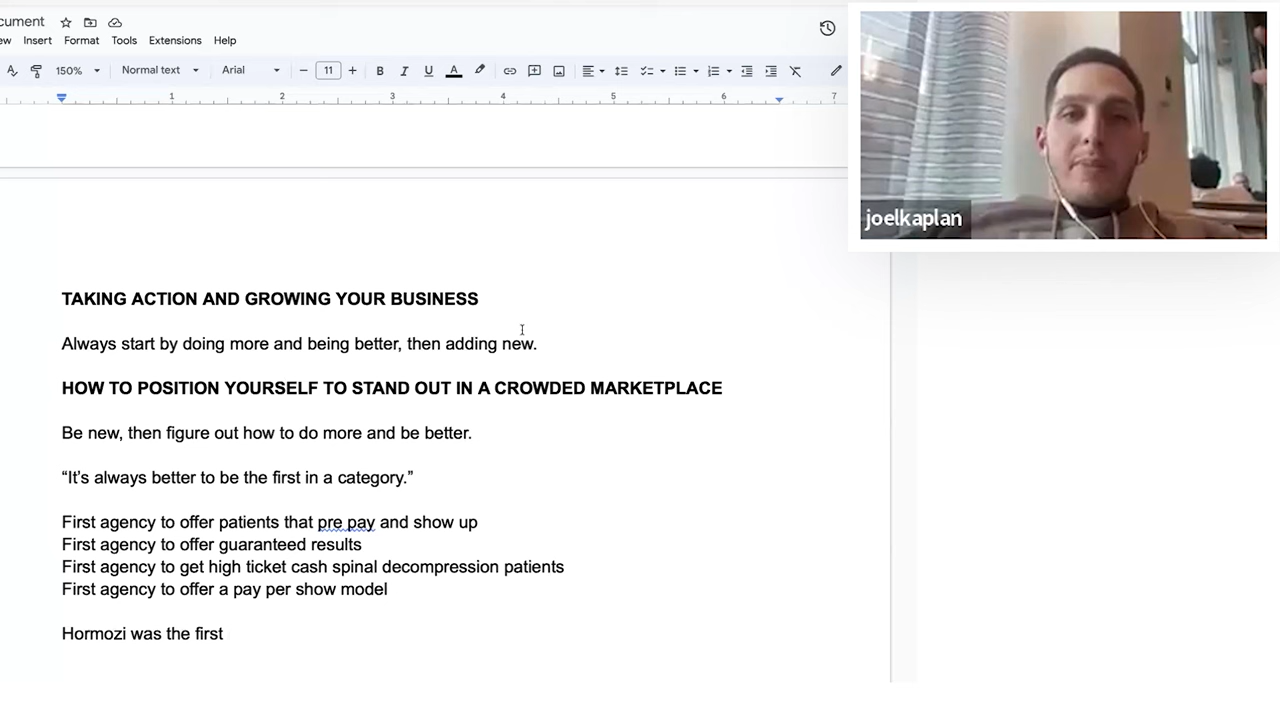 cument
ew Insert Format Tools Extensions Help
150% Normal text Arial 11 B I U A
1 2 3 4 5 6 7
joelkaplan
TAKING ACTION AND GROWING YOUR BUSINESS
Always start by doing more and being better, then adding new.
HOW TO POSITION YOURSELF TO STAND OUT IN A CROWDED MARKETPLACE
Be new, then figure out how to do more and be better.
“It’s always better to be the first in a category.”
First agency to offer patients that pre pay and show up
First agency to offer guaranteed results
First agency to get high ticket cash spinal decompression patients
First agency to offer a pay per show model
Hormozi was the first